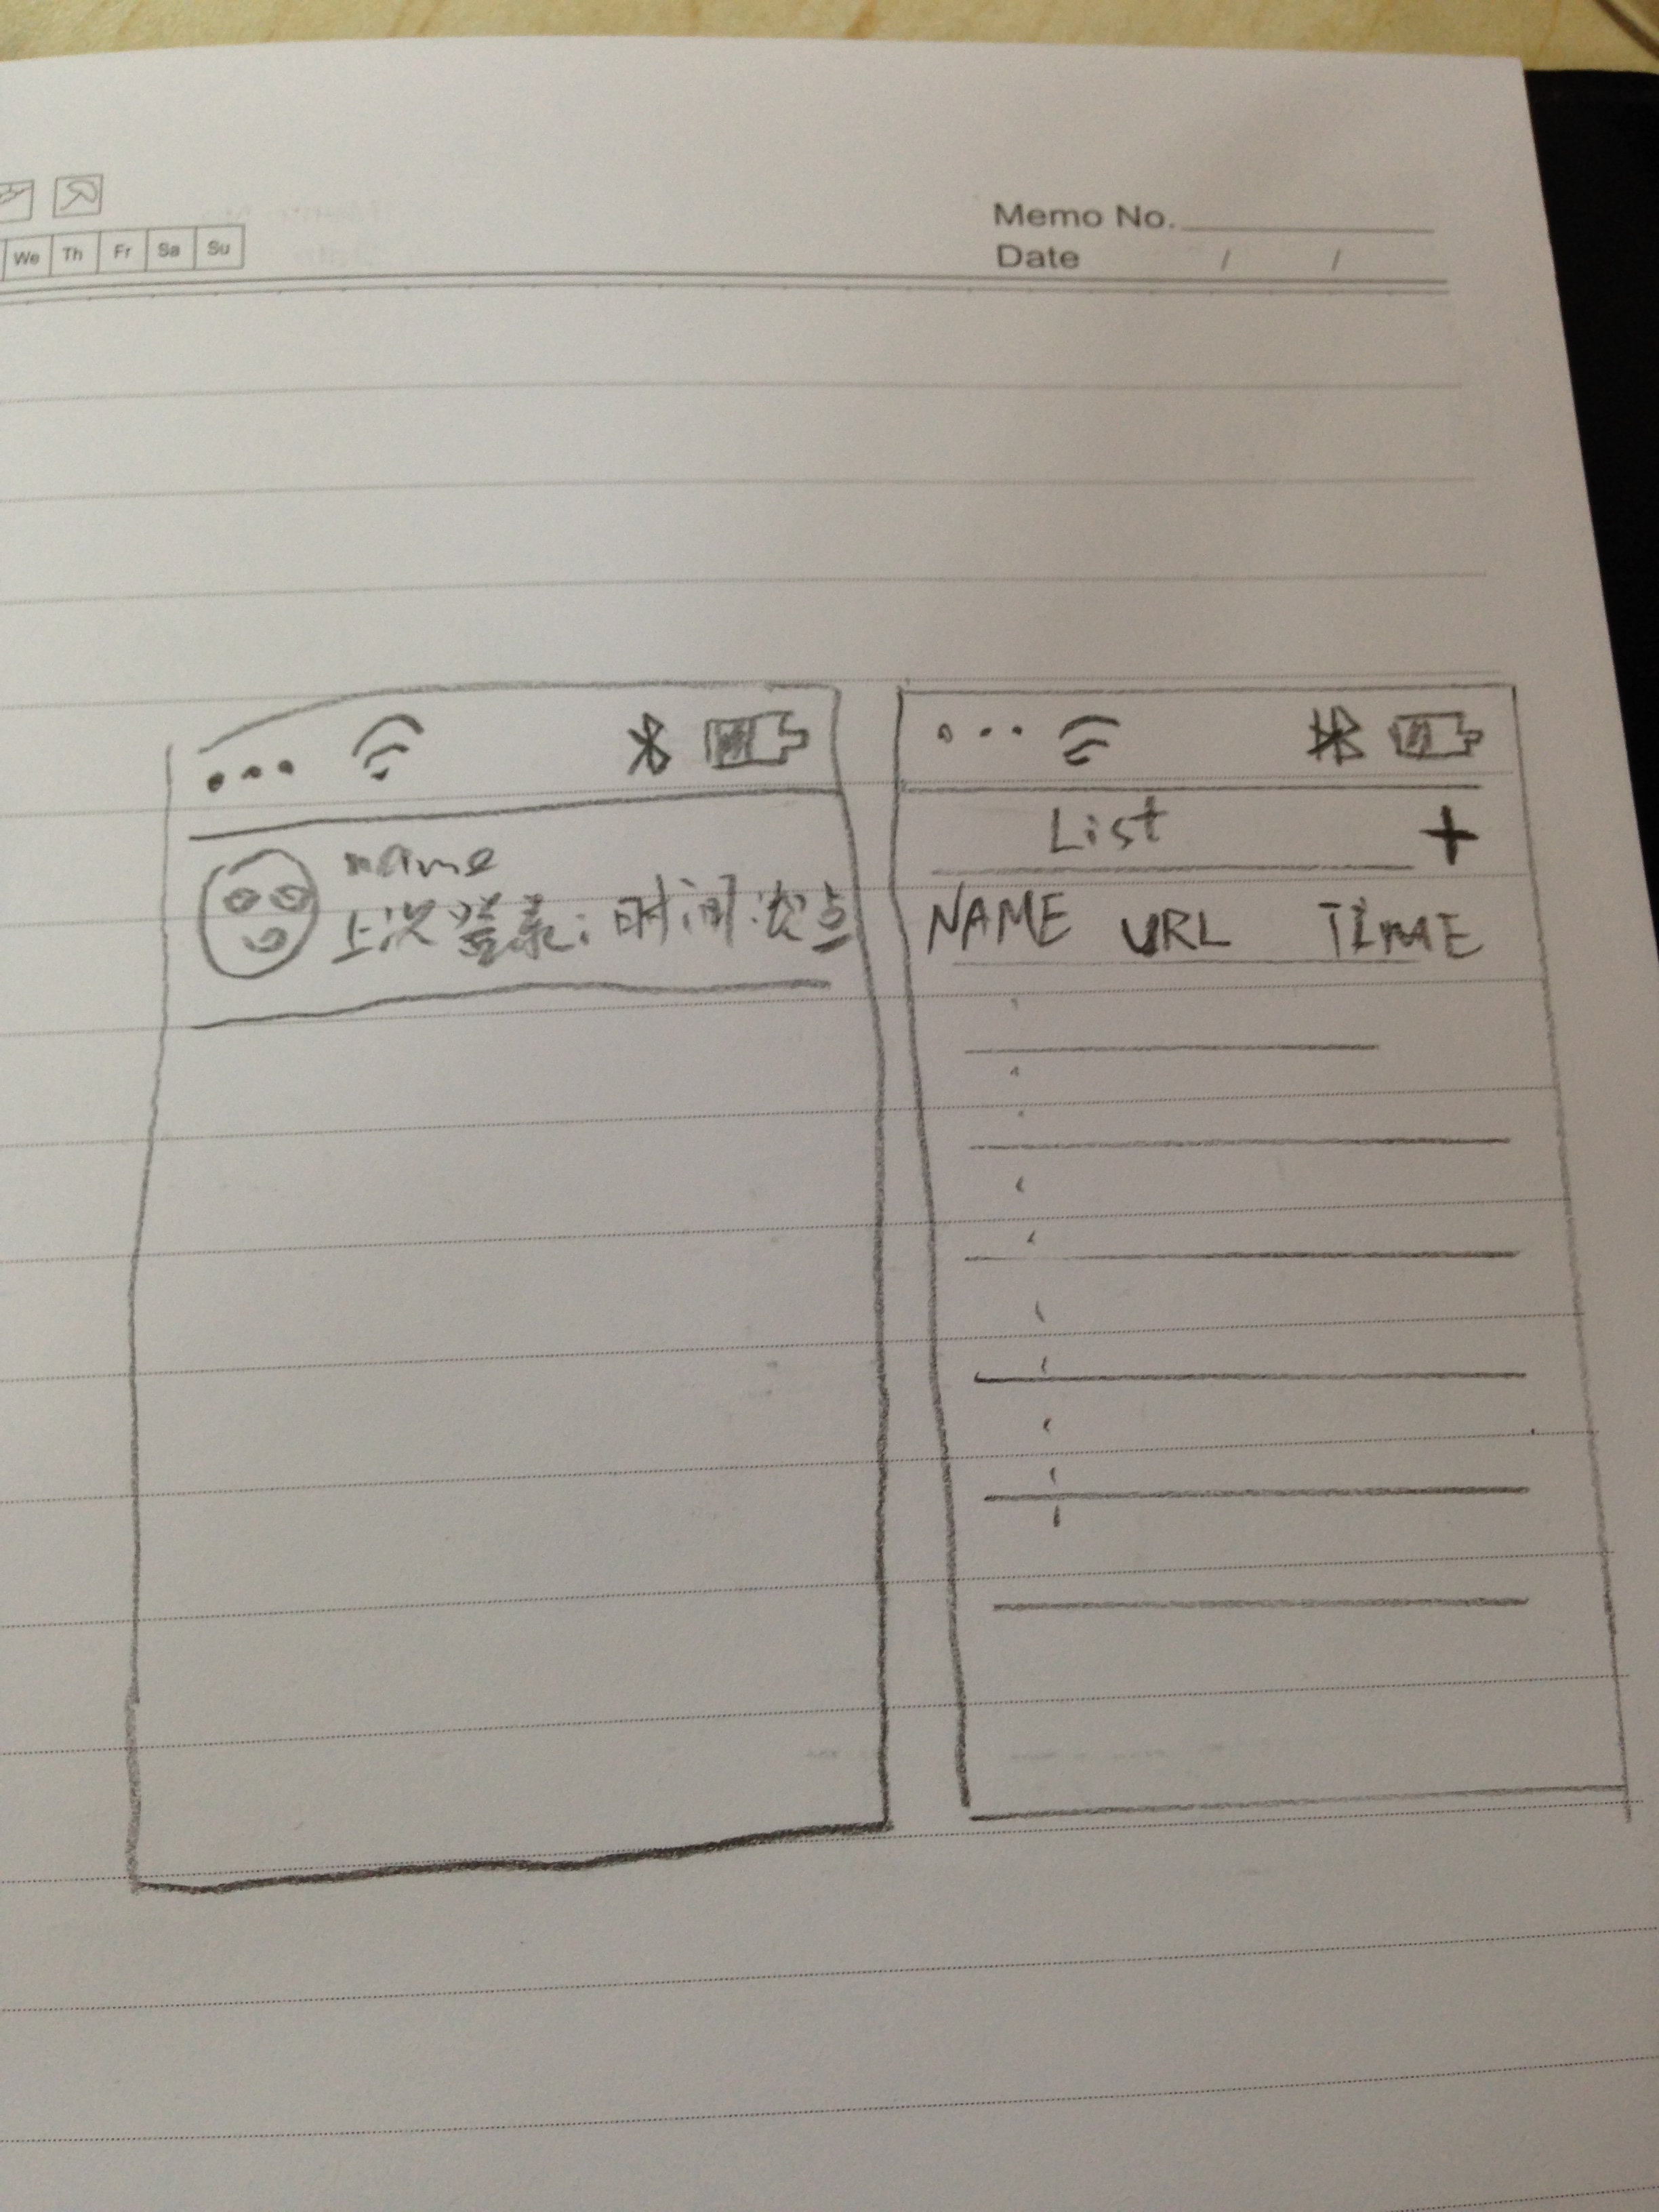 Memo No.
We Th Fr Sa Su
Date / /
name
上次登录:时间:地点
List +
NAME URL TIME